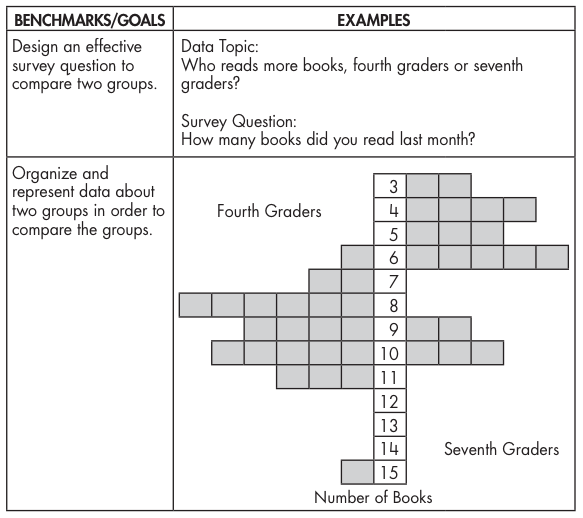 BENCHMARKS/GOALS
EXAMPLES
Design an effective
survey question to
compare two groups.
Data Topic:
Who reads more books, fourth graders or seventh
graders?
Survey Question:
How many books did you read last month?
Organize and
represent data about
two groups in order to
compare the groups.
Fourth Graders
3
4
5
6
7
8
9
10
11
12
13
14
15
Seventh Graders
Number of Books